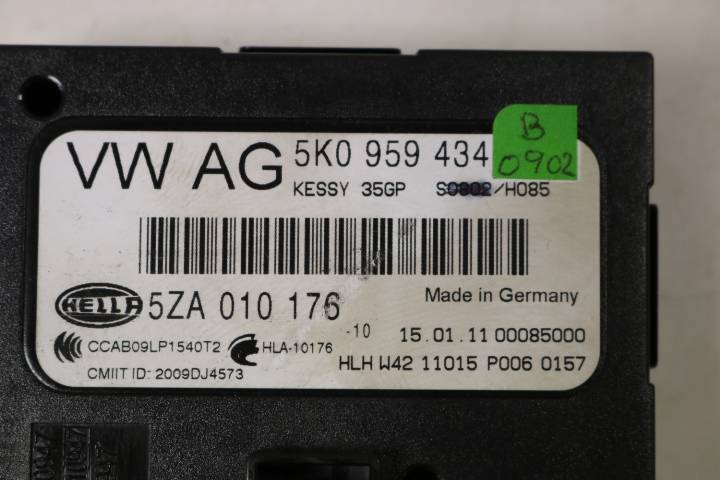 VW AG 5K0 959 434
B
0902
KESSY 35GP S0802/H085
HELLA 5ZA 010 176
Made in Germany
-10 15.01.11 00085000
CCAB09LP1540T2 HLA-10176
HLH W42 11015 P006 0157
CMIIT ID: 2009DJ4573